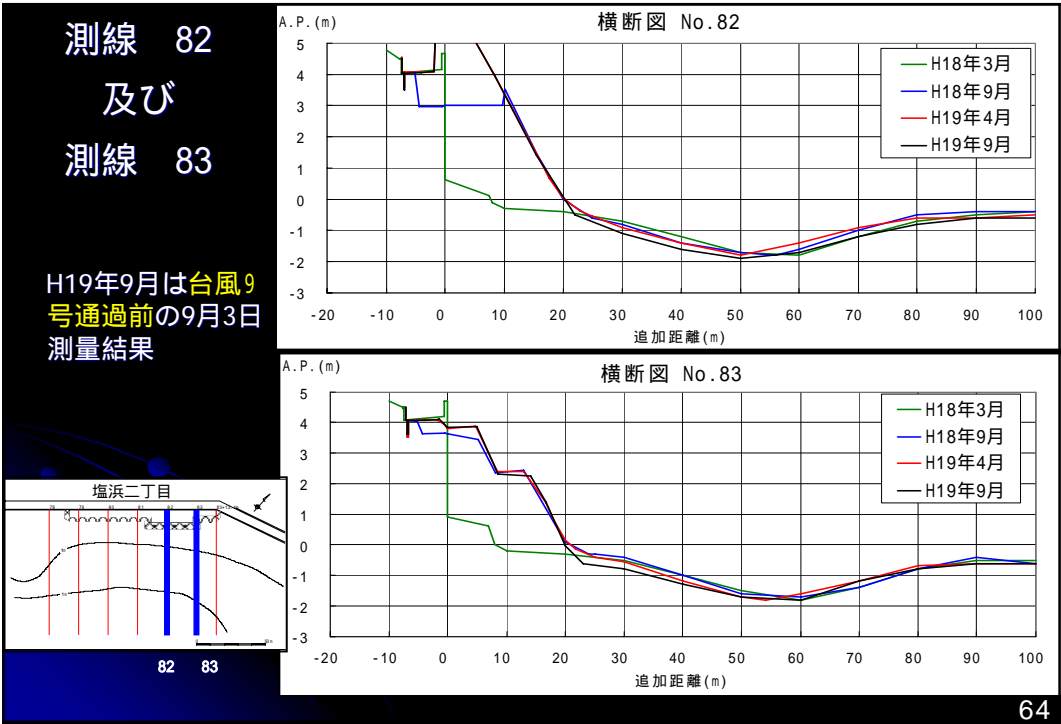 測線　82
及び
測線　83
H19年9月は台風9
号通過前の9月3日
測量結果
A.P.(m)
横断図 No.82
5
4
3
2
1
0
-1
-2
-3
-20 -10 0 10 20 30 40 50 60 70 80 90 100
追加距離(m)
H18年3月
H18年9月
H19年4月
H19年9月
A.P.(m)
横断図 No.83
5
4
3
2
1
0
-1
-2
-3
-20 -10 0 10 20 30 40 50 60 70 80 90 100
追加距離(m)
H18年3月
H18年9月
H19年4月
H19年9月
塩浜二丁目
78 79 80 81 82 83
82 83
64